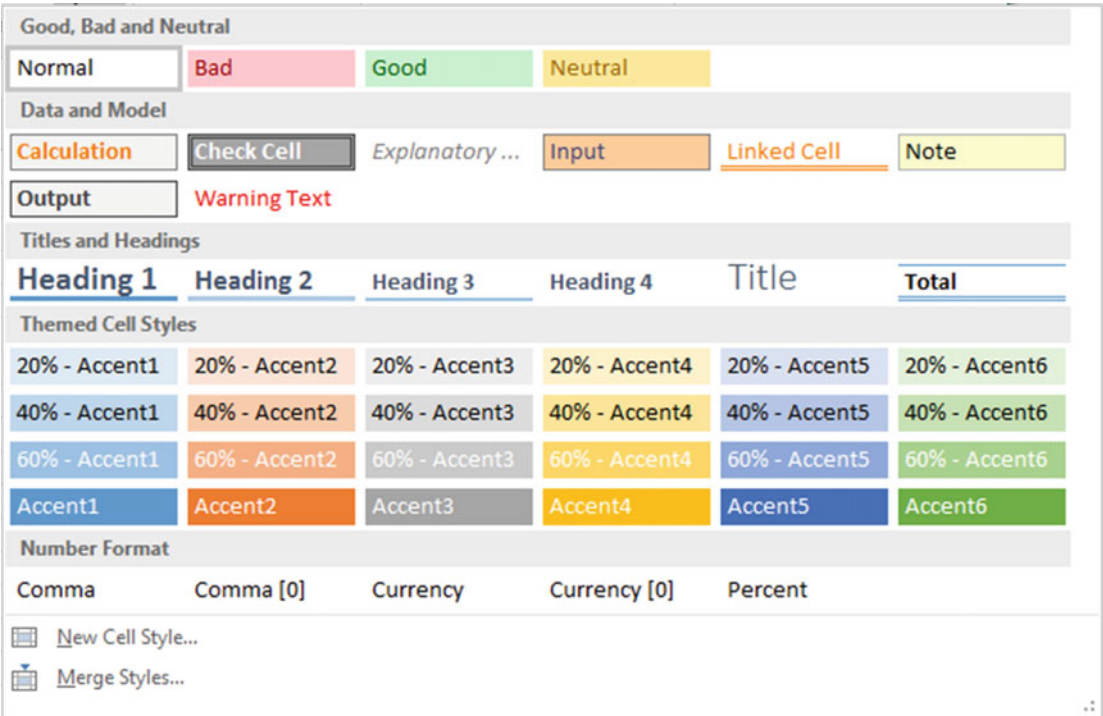 Good, Bad and Neutral
Normal Bad Good Neutral
Data and Model
Calculation Check Cell Explanatory ... Input Linked Cell Note
Output Warning Text
Titles and Headings
Heading 1 Heading 2 Heading 3 Heading 4 Title Total
Themed Cell Styles
20% - Accent1 20% - Accent2 20% - Accent3 20% - Accent4 20% - Accent5 20% - Accent6
40% - Accent1 40% - Accent2 40% - Accent3 40% - Accent4 40% - Accent5 40% - Accent6
60% - Accent1 60% - Accent2 60% - Accent3 60% - Accent4 60% - Accent5 60% - Accent6
Accent1 Accent2 Accent3 Accent4 Accent5 Accent6
Number Format
Comma Comma [0] Currency Currency [0] Percent
New Cell Style...
Merge Styles...